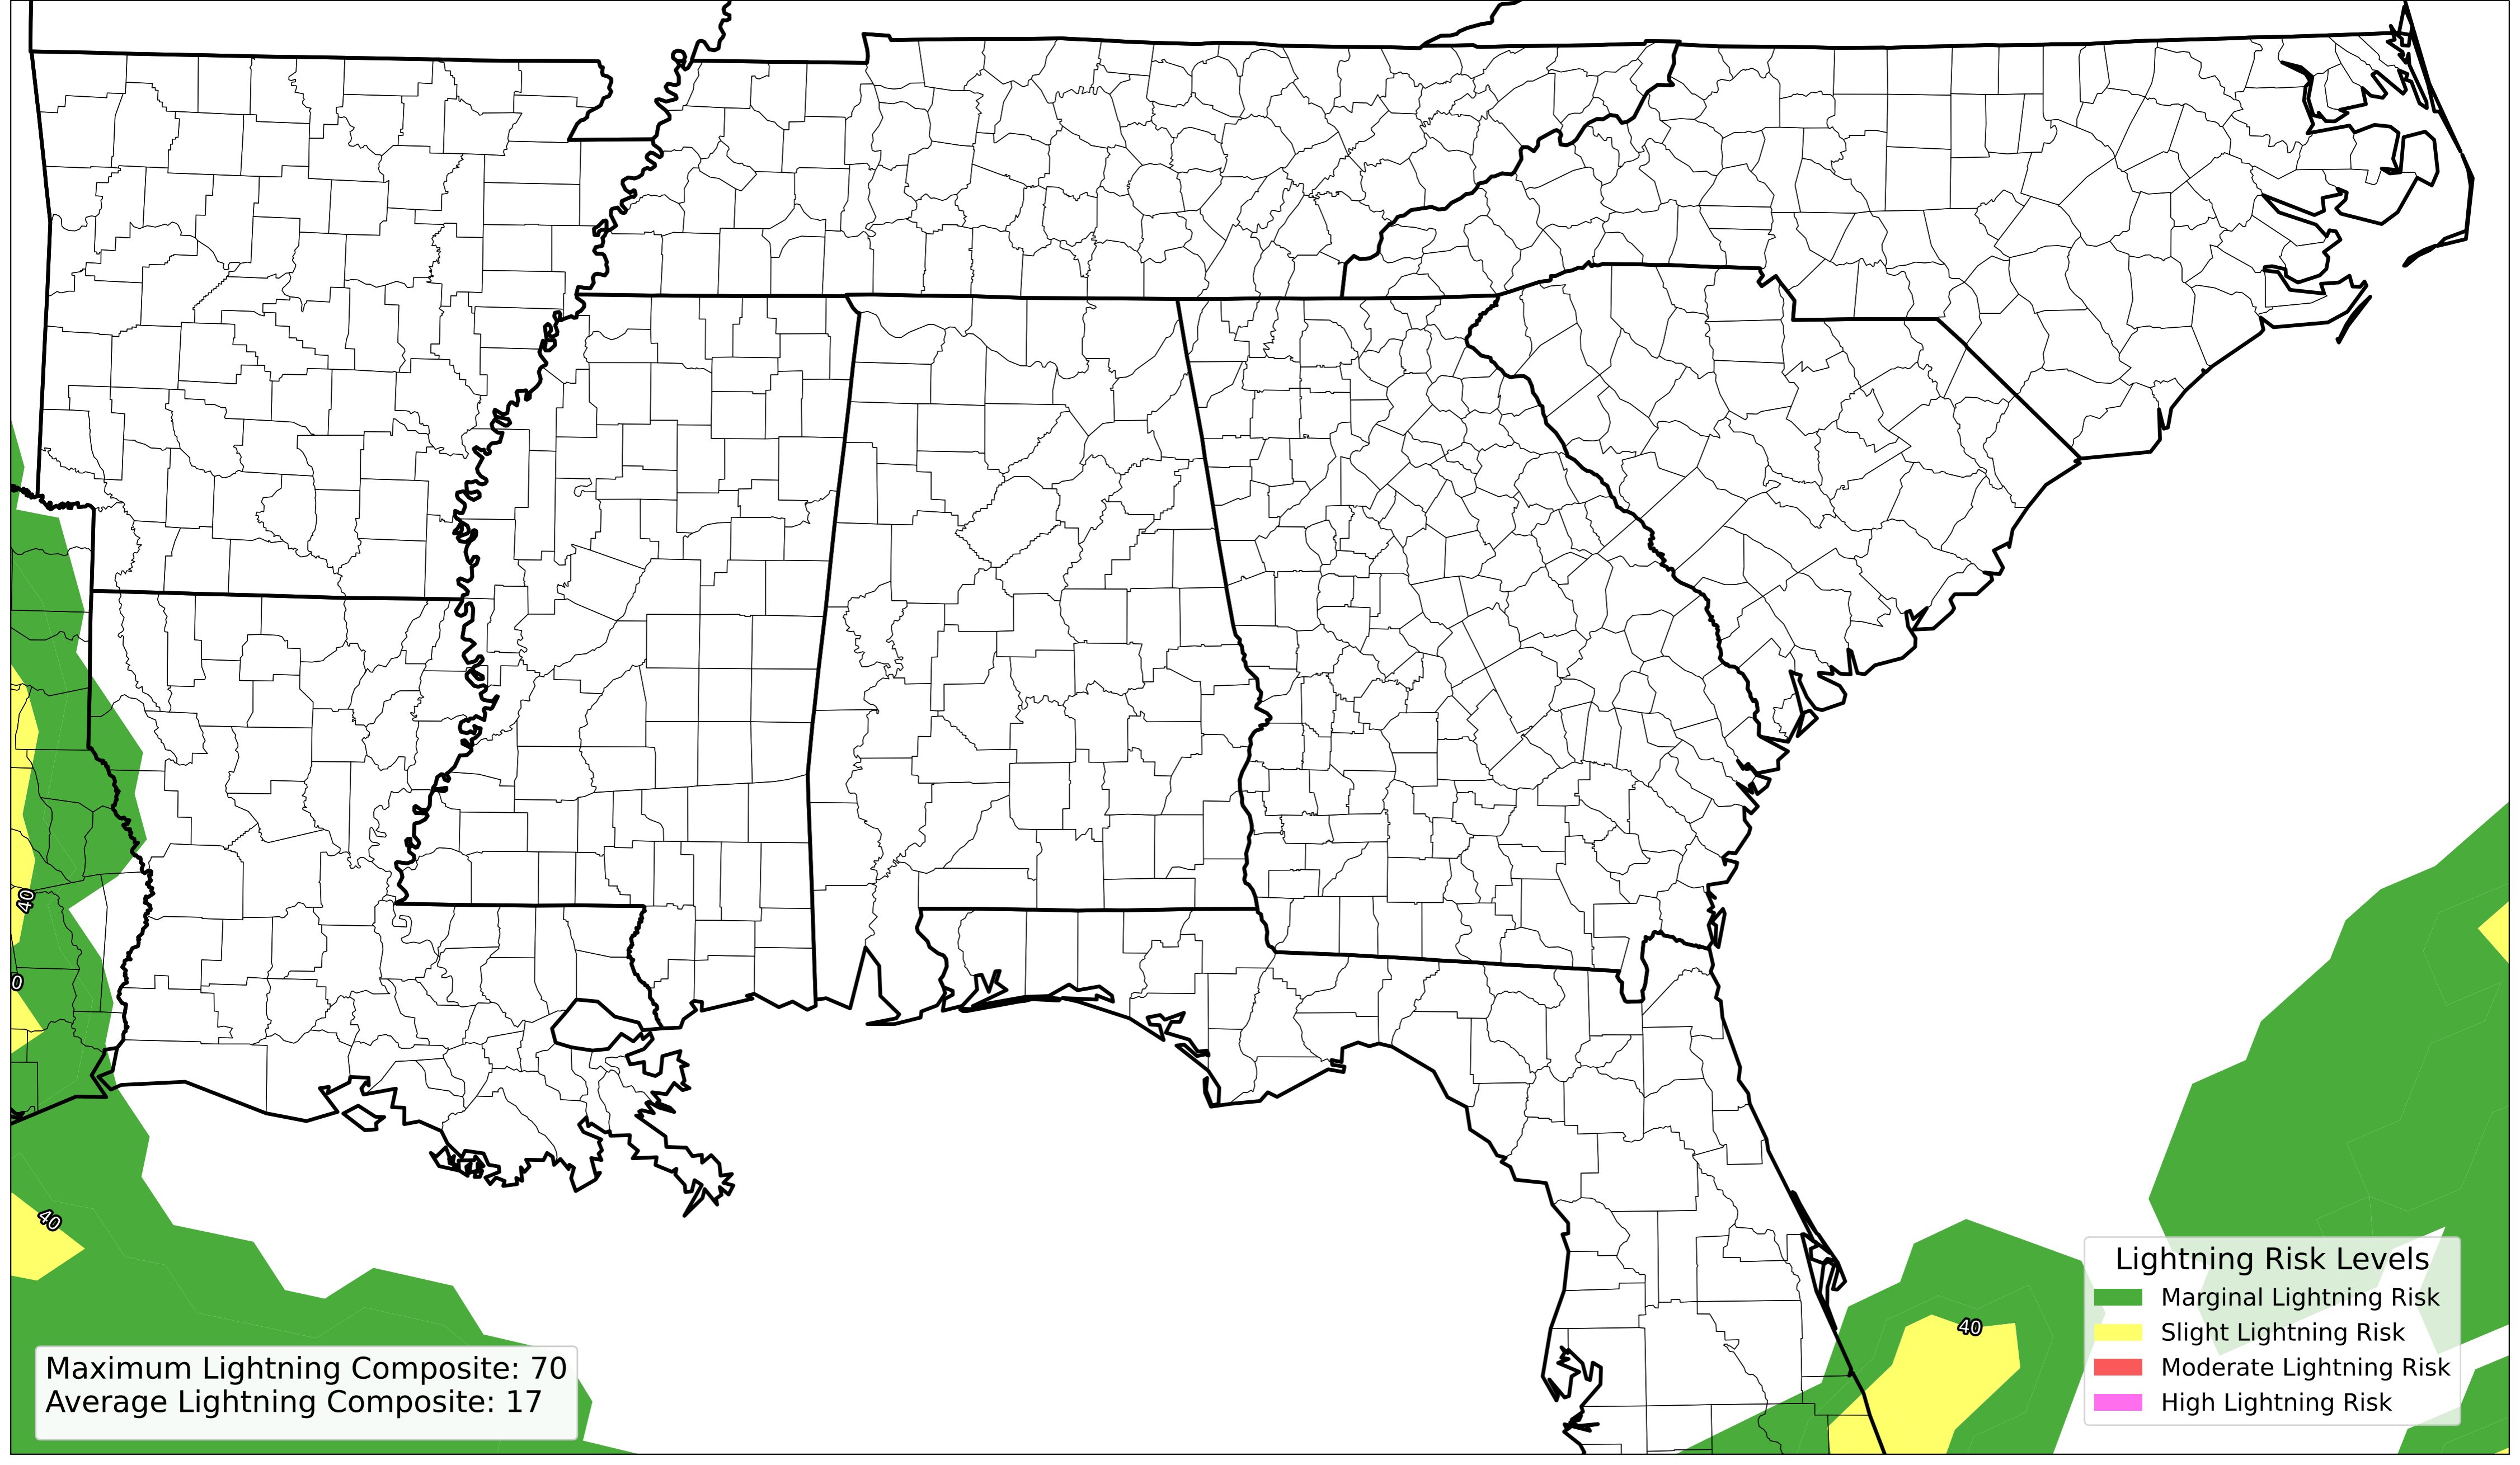 40
0
40
40
Maximum Lightning Composite: 70
Average Lightning Composite: 17
Lightning Risk Levels
Marginal Lightning Risk
Slight Lightning Risk
Moderate Lightning Risk
High Lightning Risk